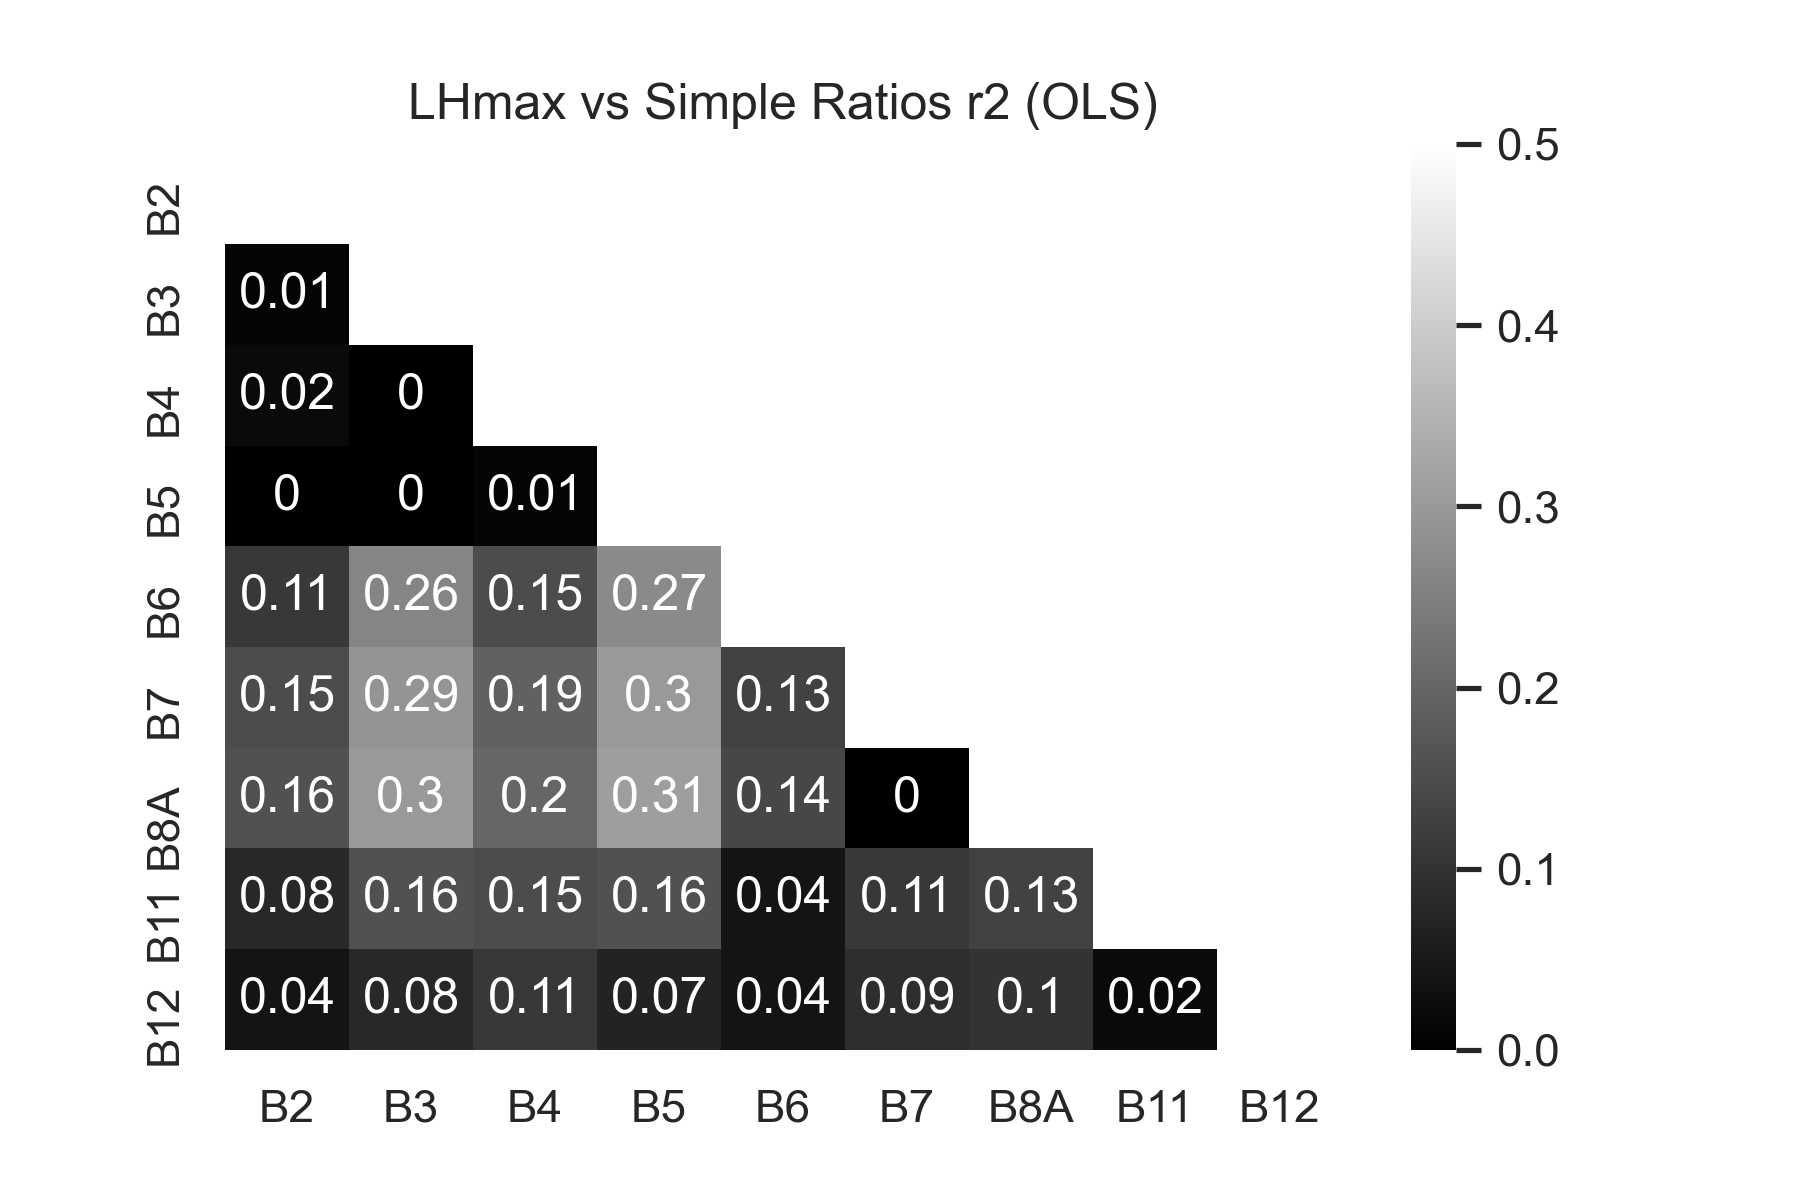 LHmax vs Simple Ratios r2 (OLS)
B2
B3 0.01
B4 0.02 0
B5 0 0 0.01
B6 0.11 0.26 0.15 0.27
B7 0.15 0.29 0.19 0.3 0.13
B8A 0.16 0.3 0.2 0.31 0.14 0
B11 0.08 0.16 0.15 0.16 0.04 0.11 0.13
B12 0.04 0.08 0.11 0.07 0.04 0.09 0.1 0.02
B2 B3 B4 B5 B6 B7 B8A B11 B12
0.5
0.4
0.3
0.2
0.1
0.0